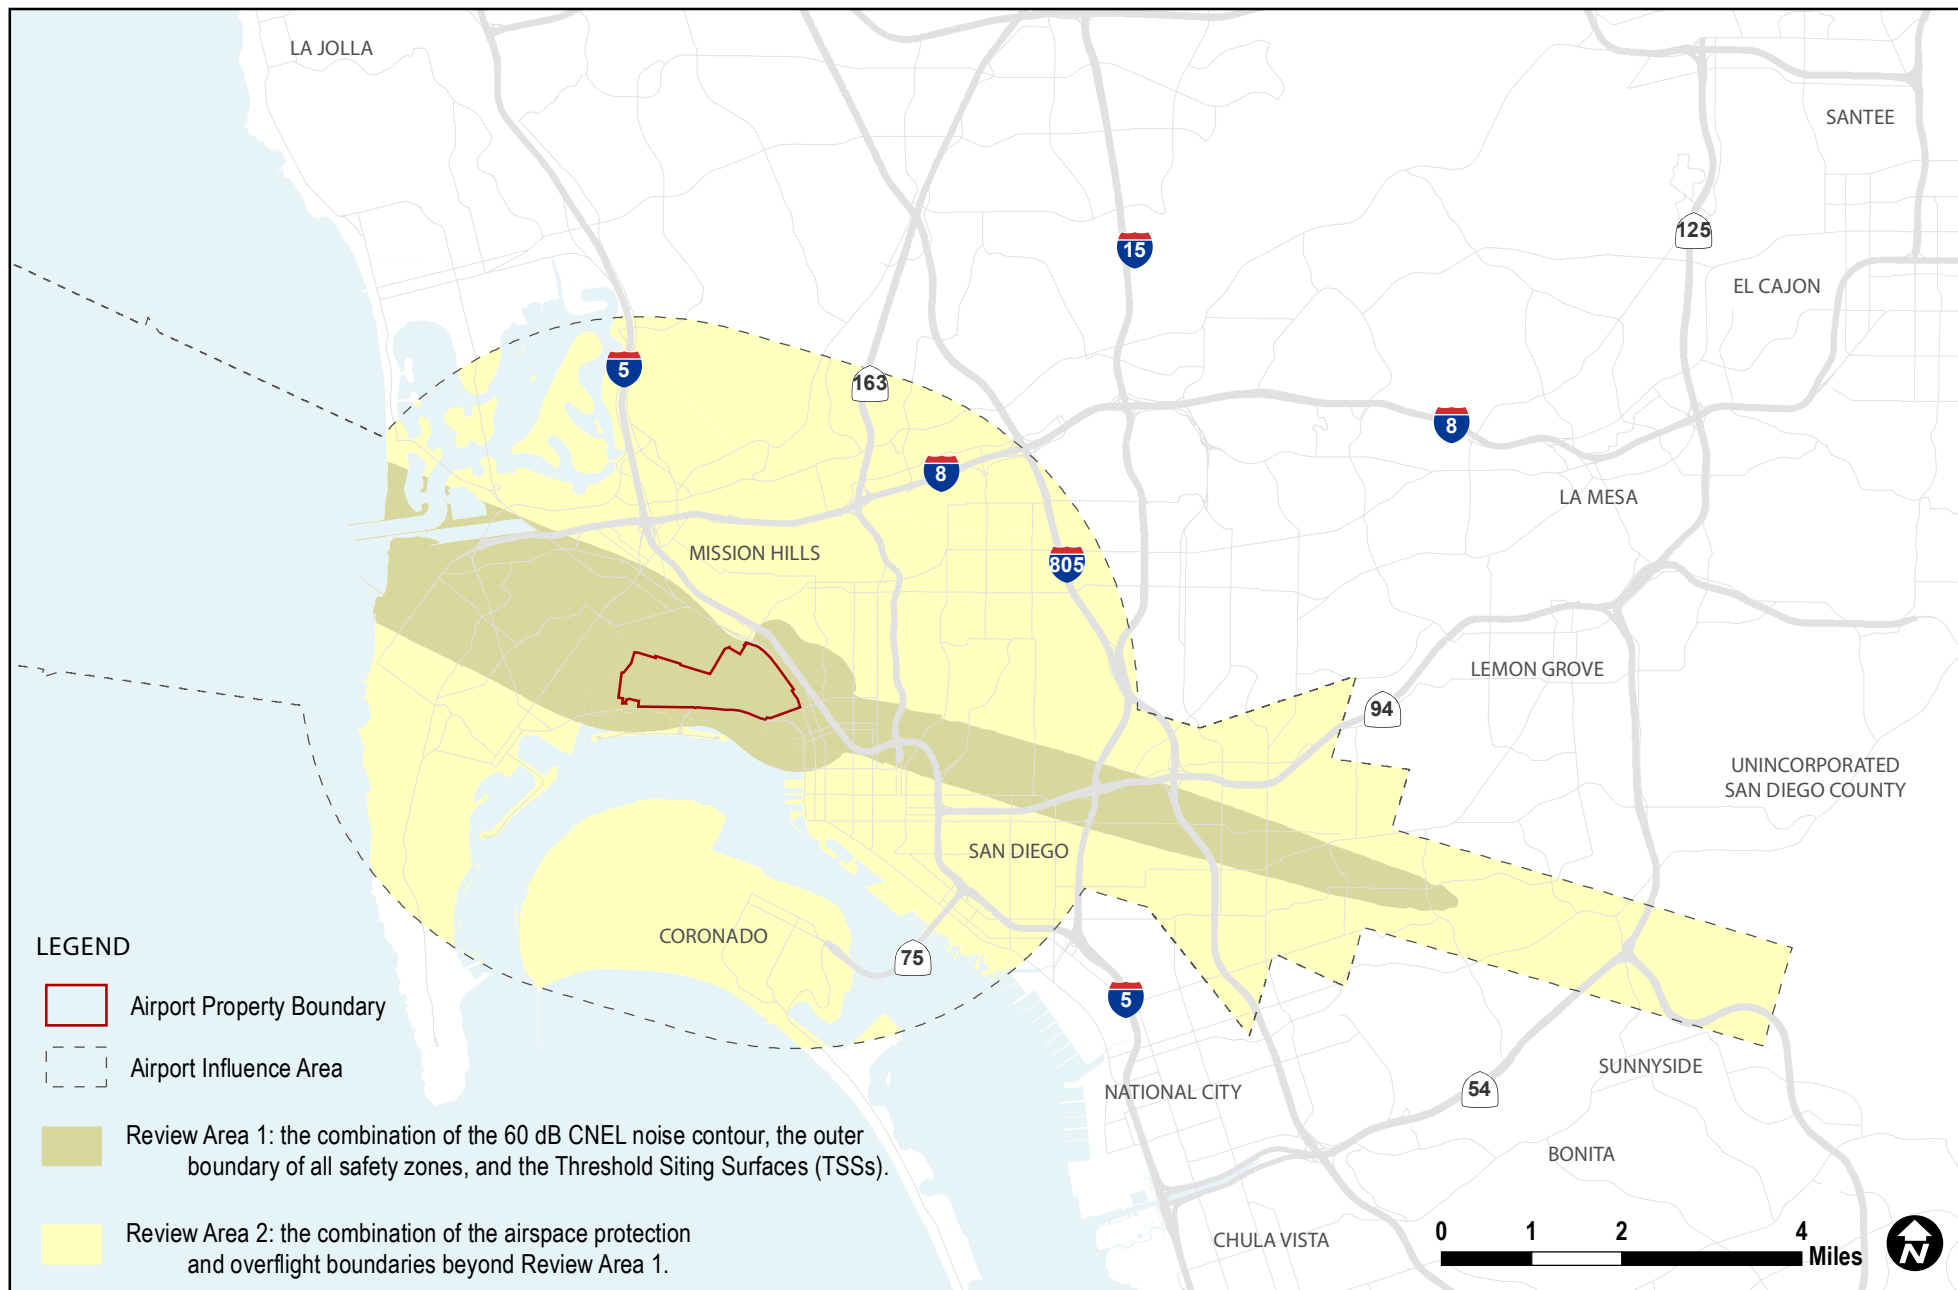 LA JOLLA
SANTEE
125
15
EL CAJON
5
163
8
8
LA MESA
MISSION HILLS
805
LEMON GROVE
94
UNINCORPORATED
SAN DIEGO COUNTY
SAN DIEGO
CORONADO
75
5
NATIONAL CITY
54
SUNNYSIDE
BONITA
CHULA VISTA
LEGEND
Airport Property Boundary
Airport Influence Area
Review Area 1: the combination of the 60 dB CNEL noise contour, the outer
boundary of all safety zones, and the Threshold Siting Surfaces (TSSs).
Review Area 2: the combination of the airspace protection
and overflight boundaries beyond Review Area 1.
0 1 2 4
Miles
N